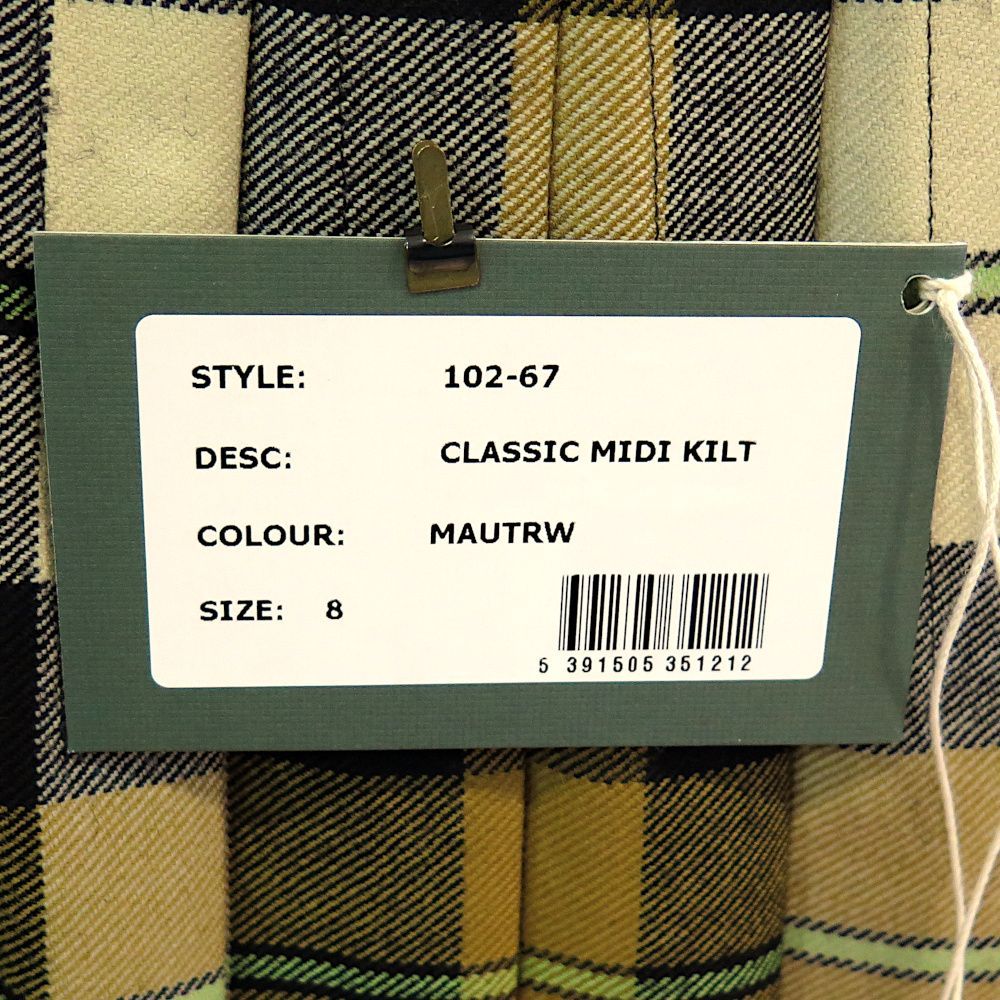 STYLE: 102-67
DESC: CLASSIC MIDI KILT
COLOUR: MAUTRW
SIZE: 8
5 391505 351212